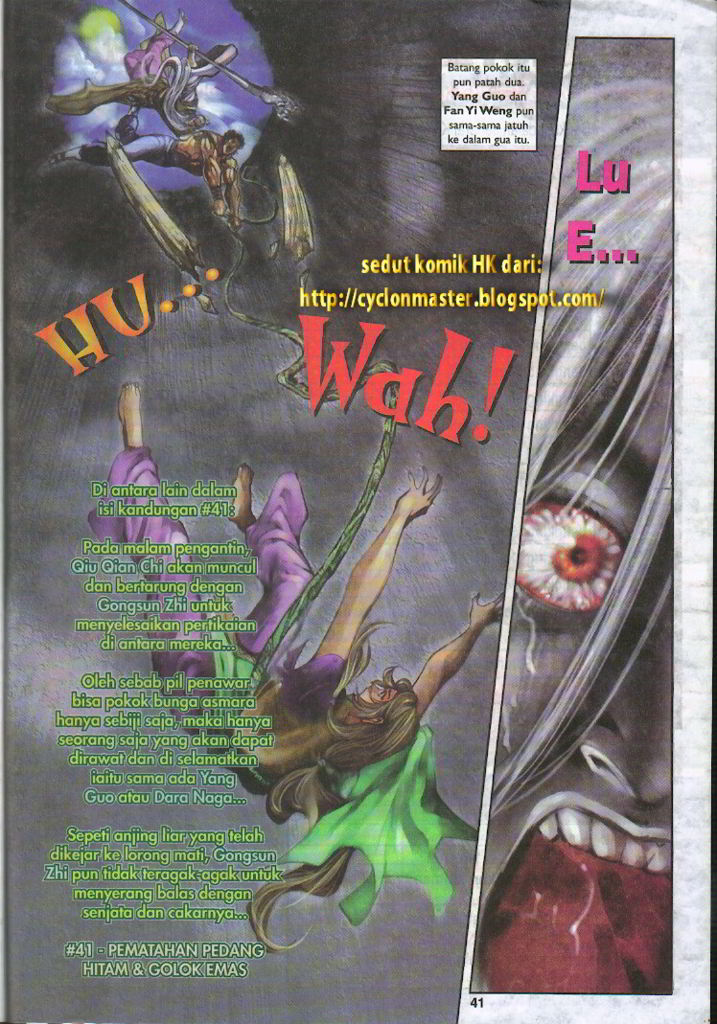 Batang pokok itu
pun patah dua.
Yang Guo dan
Fan Yi Weng pun
sama-sama jatuh
ke dalam gua itu.
Lu
E...
sedut komik HK dari:
http://cyclonmaster.blogspot.com/
HU...
Wah!
Di antara lain dalam
isi kandungan #41:
Pada malam pengantin,
Qiu Qian Chi akan muncul
dan bertarung dengan
Gongsun Zhi untuk
menyelesaikan pertikaian
di antara mereka...
Oleh sebab pil penawar
bisa pokok bunga asmara
hanya sebiji saja, maka hanya
seorang saja yang akan dapat
dirawat dan di selamatkan
iaitu sama ada Yang
Guo atau Dara Naga...
Sepeti anjing liar yang telah
dikejar ke lorong mati, Gongsun
Zhi pun tidak teragak-agak untuk
menyerang balas dengan
senjata dan cakarnya...
#41 - PEMATAHAN PEDANG
HITAM & GOLOK EMAS
41